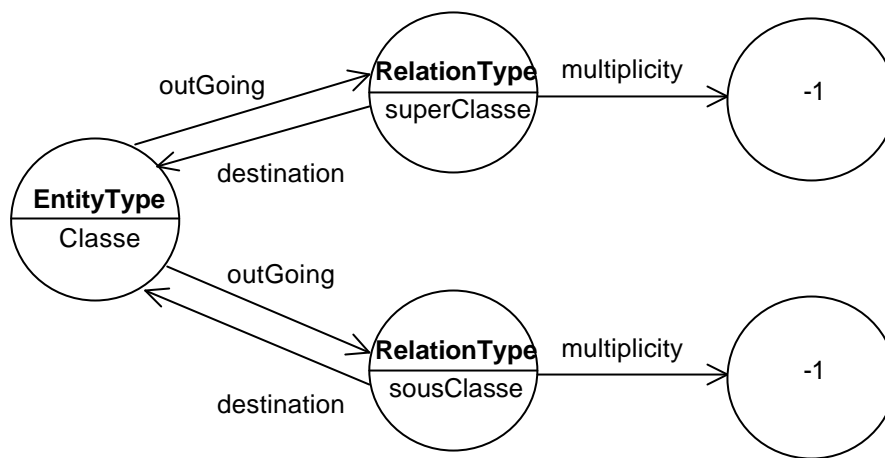 outGoing
RelationType
superClasse
multiplicity
-1
destination
EntityType
Classe
outGoing
RelationType
sousClasse
multiplicity
-1
destination